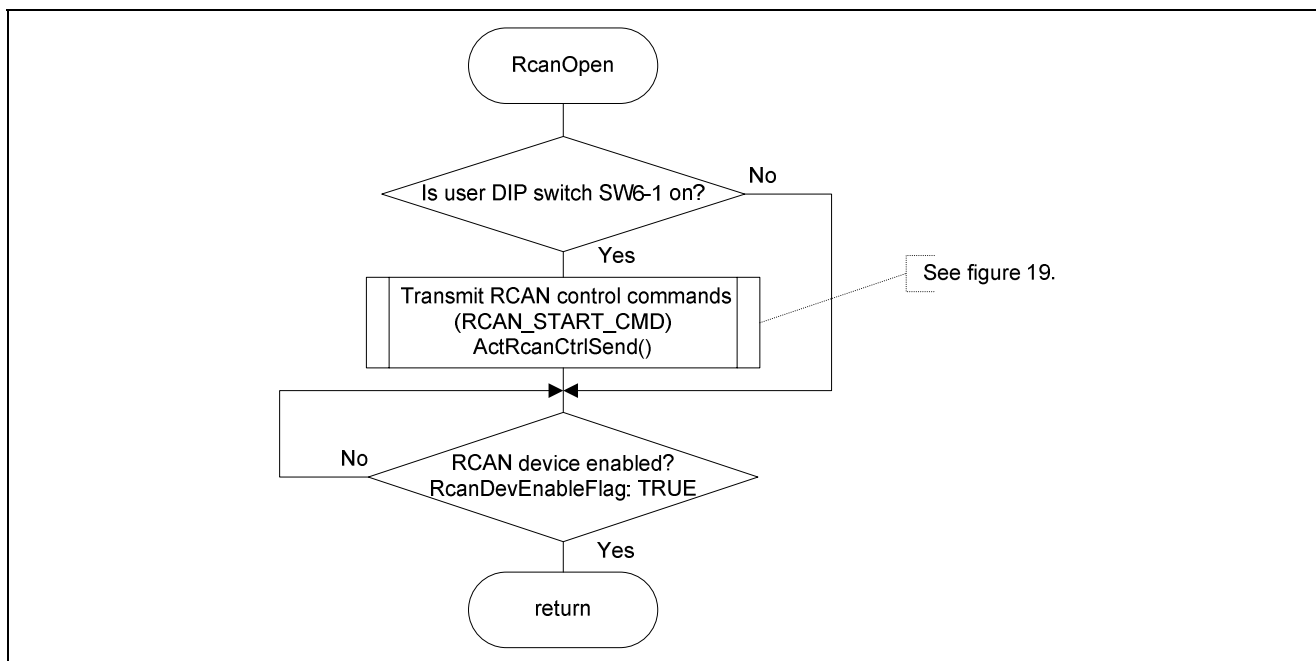 RcanOpen
Is user DIP switch SW6-1 on?
No
Yes
Transmit RCAN control commands
(RCAN_START_CMD)
ActRcanCtrlSend()
See figure 19.
No
RCAN device enabled?
RcanDevEnableFlag: TRUE
Yes
return